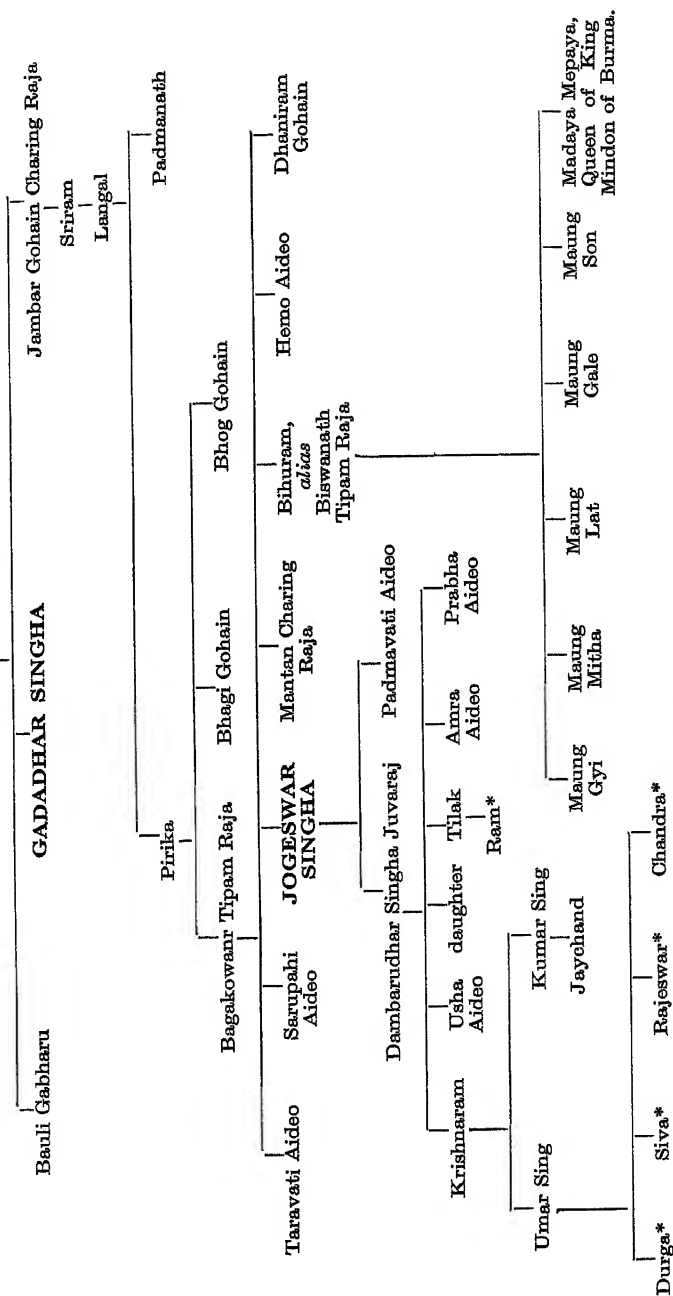 Bauli Gabharu
GADADHAR SINGHA
Jambar Gohain Charing Raja
Sriram
Langal
Pirika
Padmanath
Bagakowanr Tipam Raja
Bhagi Gohain
Bhog Gohain
Taravati Aideo
Sarupahi
Aideo
JOGESWAR
SINGHA
Mantan Charing
Raja
Bihuram,
alias
Biswanath
Tipam Raja
Hemo Aideo
Dhaniram
Gohain
Dambarudhar Singha Juvaraj
Padmavati Aideo
Krishnaram
Usha
Aideo
daughter
Tilak
Ram*
Amra
Aideo
Prabha
Aideo
Umar Sing
Kumar Sing
Jaychand
Maung
Gyi
Maung
Mitha
Maung
Lat
Maung
Gale
Maung
Son
Madaya Mepaya,
Queen of King
Mindon of Burma.
Durga*
Siva*
Rajeswar*
Chandra*